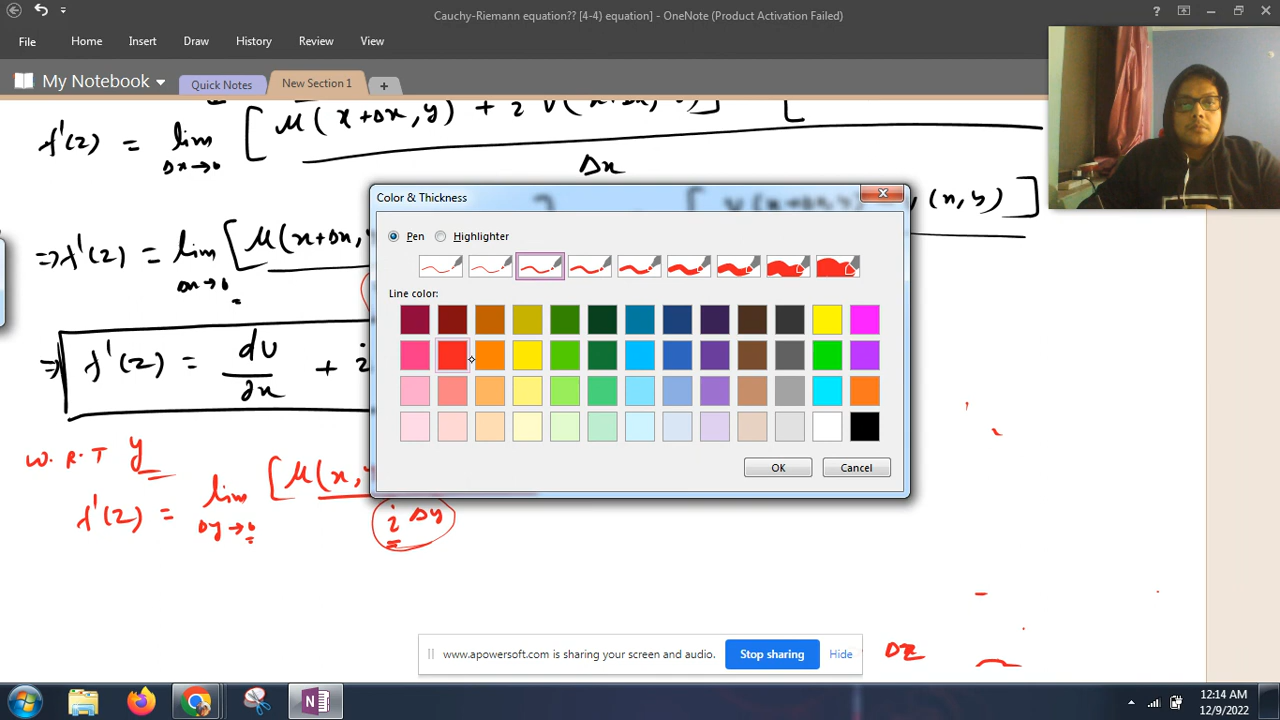 Cauchy-Riemann equation?? [4-4) equation] - OneNote (Product Activation Failed)
File Home Insert Draw History Review View
My Notebook Quick Notes New Section 1
f'(z) = lim Δx→0 [ u(x+Δx, y) + i v(x+Δx, y)] [
Δx
Color & Thickness
(x, y) ]
⇒ f'(z) = lim Δx→0 [ u(x+Δx,
Pen Highlighter
Line color:
⇒ f'(z) = du/∂x + i
W.R.T y
OK Cancel
f'(z) = lim Δy→0 [ u(x,
i Δy
www.apowersoft.com is sharing your screen and audio. Stop sharing Hide
Δz
12:14 AM
12/9/2022